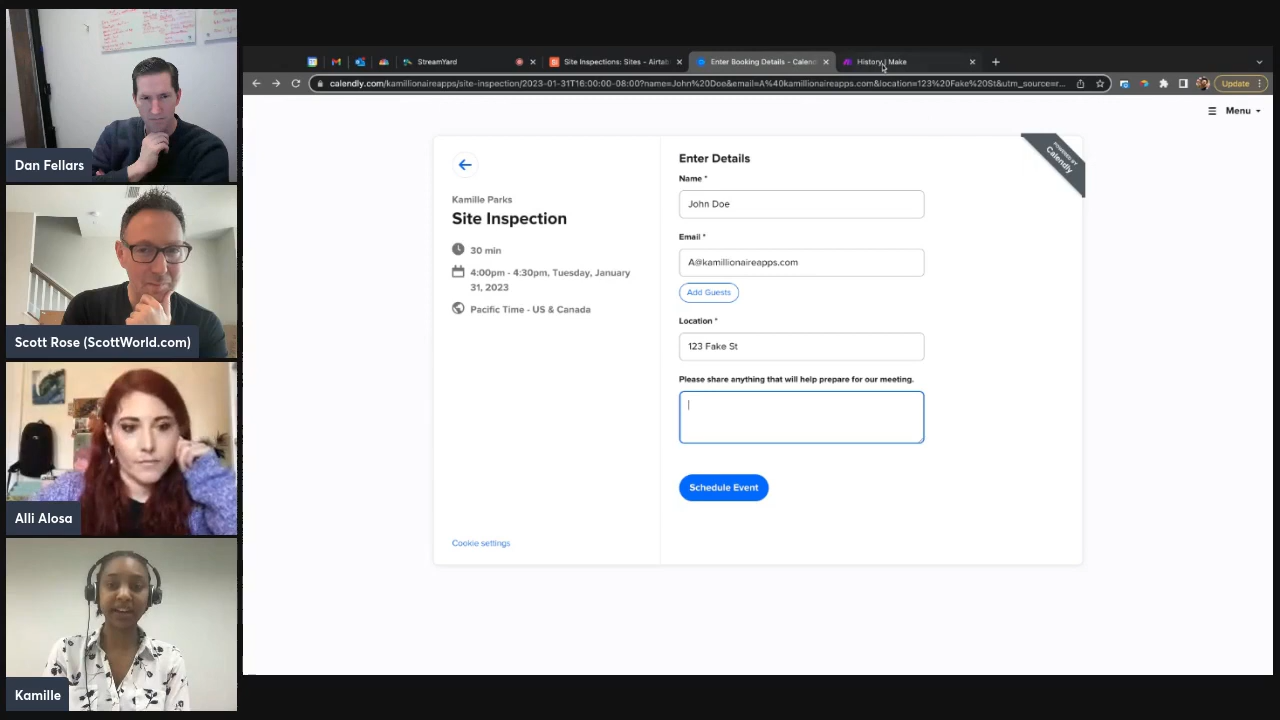 Dan Fellars
Scott Rose (ScottWorld.com)
Alli Alosa
Kamille
StreamYard
Site Inspections: Sites - Airtab
Enter Booking Details - Calend
History | Make
calendly.com/kamillionaireapps/site-inspection/2023-01-31T16:00:00-08:00?name=John%20Doe&email=A%40kamillionaireapps.com&location=123%20Fake%20St&utm_source=r...
Update
Menu
POWERED BY
Calendly
Kamille Parks
Site Inspection
30 min
4:00pm - 4:30pm, Tuesday, January
31, 2023
Pacific Time - US & Canada
Cookie settings
Enter Details
Name *
John Doe
Email *
A@kamillionaireapps.com
Add Guests
Location *
123 Fake St
Please share anything that will help prepare for our meeting.
Schedule Event